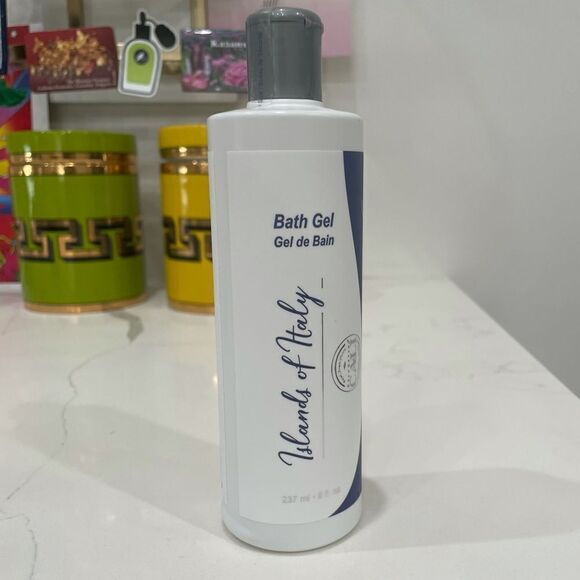 Bath Gel
Gel de Bain
Islands of Italy
237 ml • 8 fl oz